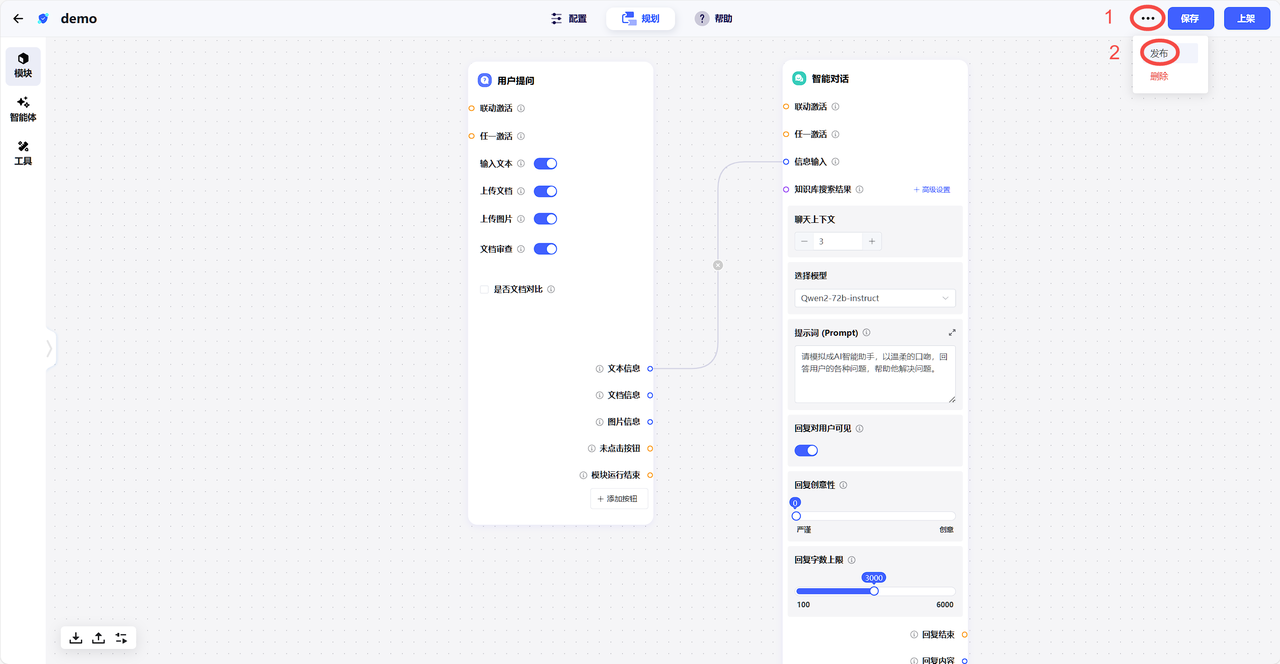 demo
配置
规划
? 帮助
1
保存
上架
2
发布
删除
模块
智能体
工具
用户提问
联动激活
任一激活
输入文本
上传文档
上传图片
文档审查
是否文档对比
文本信息
文档信息
图片信息
未点击按钮
模块运行结束
+ 添加按钮
智能对话
联动激活
任一激活
信息输入
知识库搜索结果
+ 高级设置
聊天上下文
3
选择模型
Qwen2-72b-instruct
提示词 (Prompt)
请模拟成AI智能助手，以温柔的口吻，回
答用户的各种问题，帮助他解决问题。
回复对用户可见
回复创意性
0
严谨
创意
回复字数上限
3000
100
6000
回复结束
回复内容